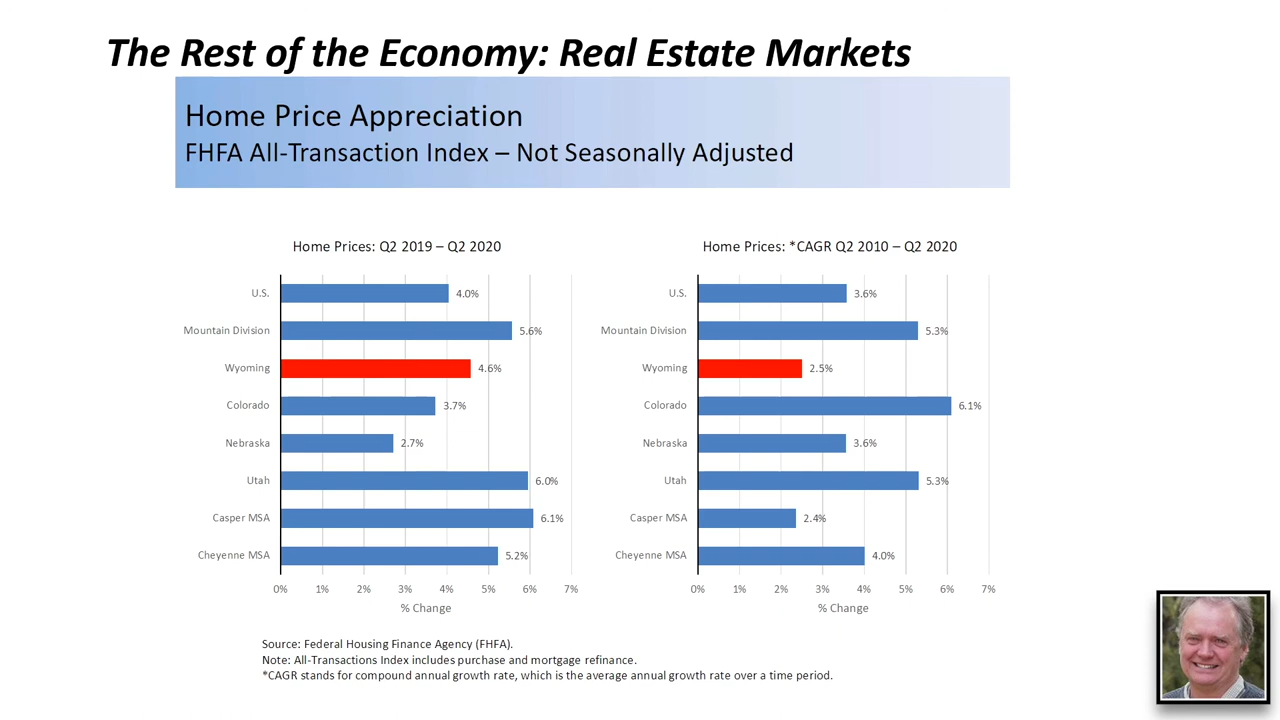 The Rest of the Economy: Real Estate Markets
Home Price Appreciation
FHFA All-Transaction Index – Not Seasonally Adjusted
Home Prices: Q2 2019 – Q2 2020
U.S.
4.0%
Mountain Division
5.6%
Wyoming
4.6%
Colorado
3.7%
Nebraska
2.7%
Utah
6.0%
Casper MSA
6.1%
Cheyenne MSA
5.2%
0% 1% 2% 3% 4% 5% 6% 7%
% Change
Home Prices: *CAGR Q2 2010 – Q2 2020
U.S.
3.6%
Mountain Division
5.3%
Wyoming
2.5%
Colorado
6.1%
Nebraska
3.6%
Utah
5.3%
Casper MSA
2.4%
Cheyenne MSA
4.0%
0% 1% 2% 3% 4% 5% 6% 7%
% Change
Source: Federal Housing Finance Agency (FHFA).
Note: All-Transactions Index includes purchase and mortgage refinance.
*CAGR stands for compound annual growth rate, which is the average annual growth rate over a time period.